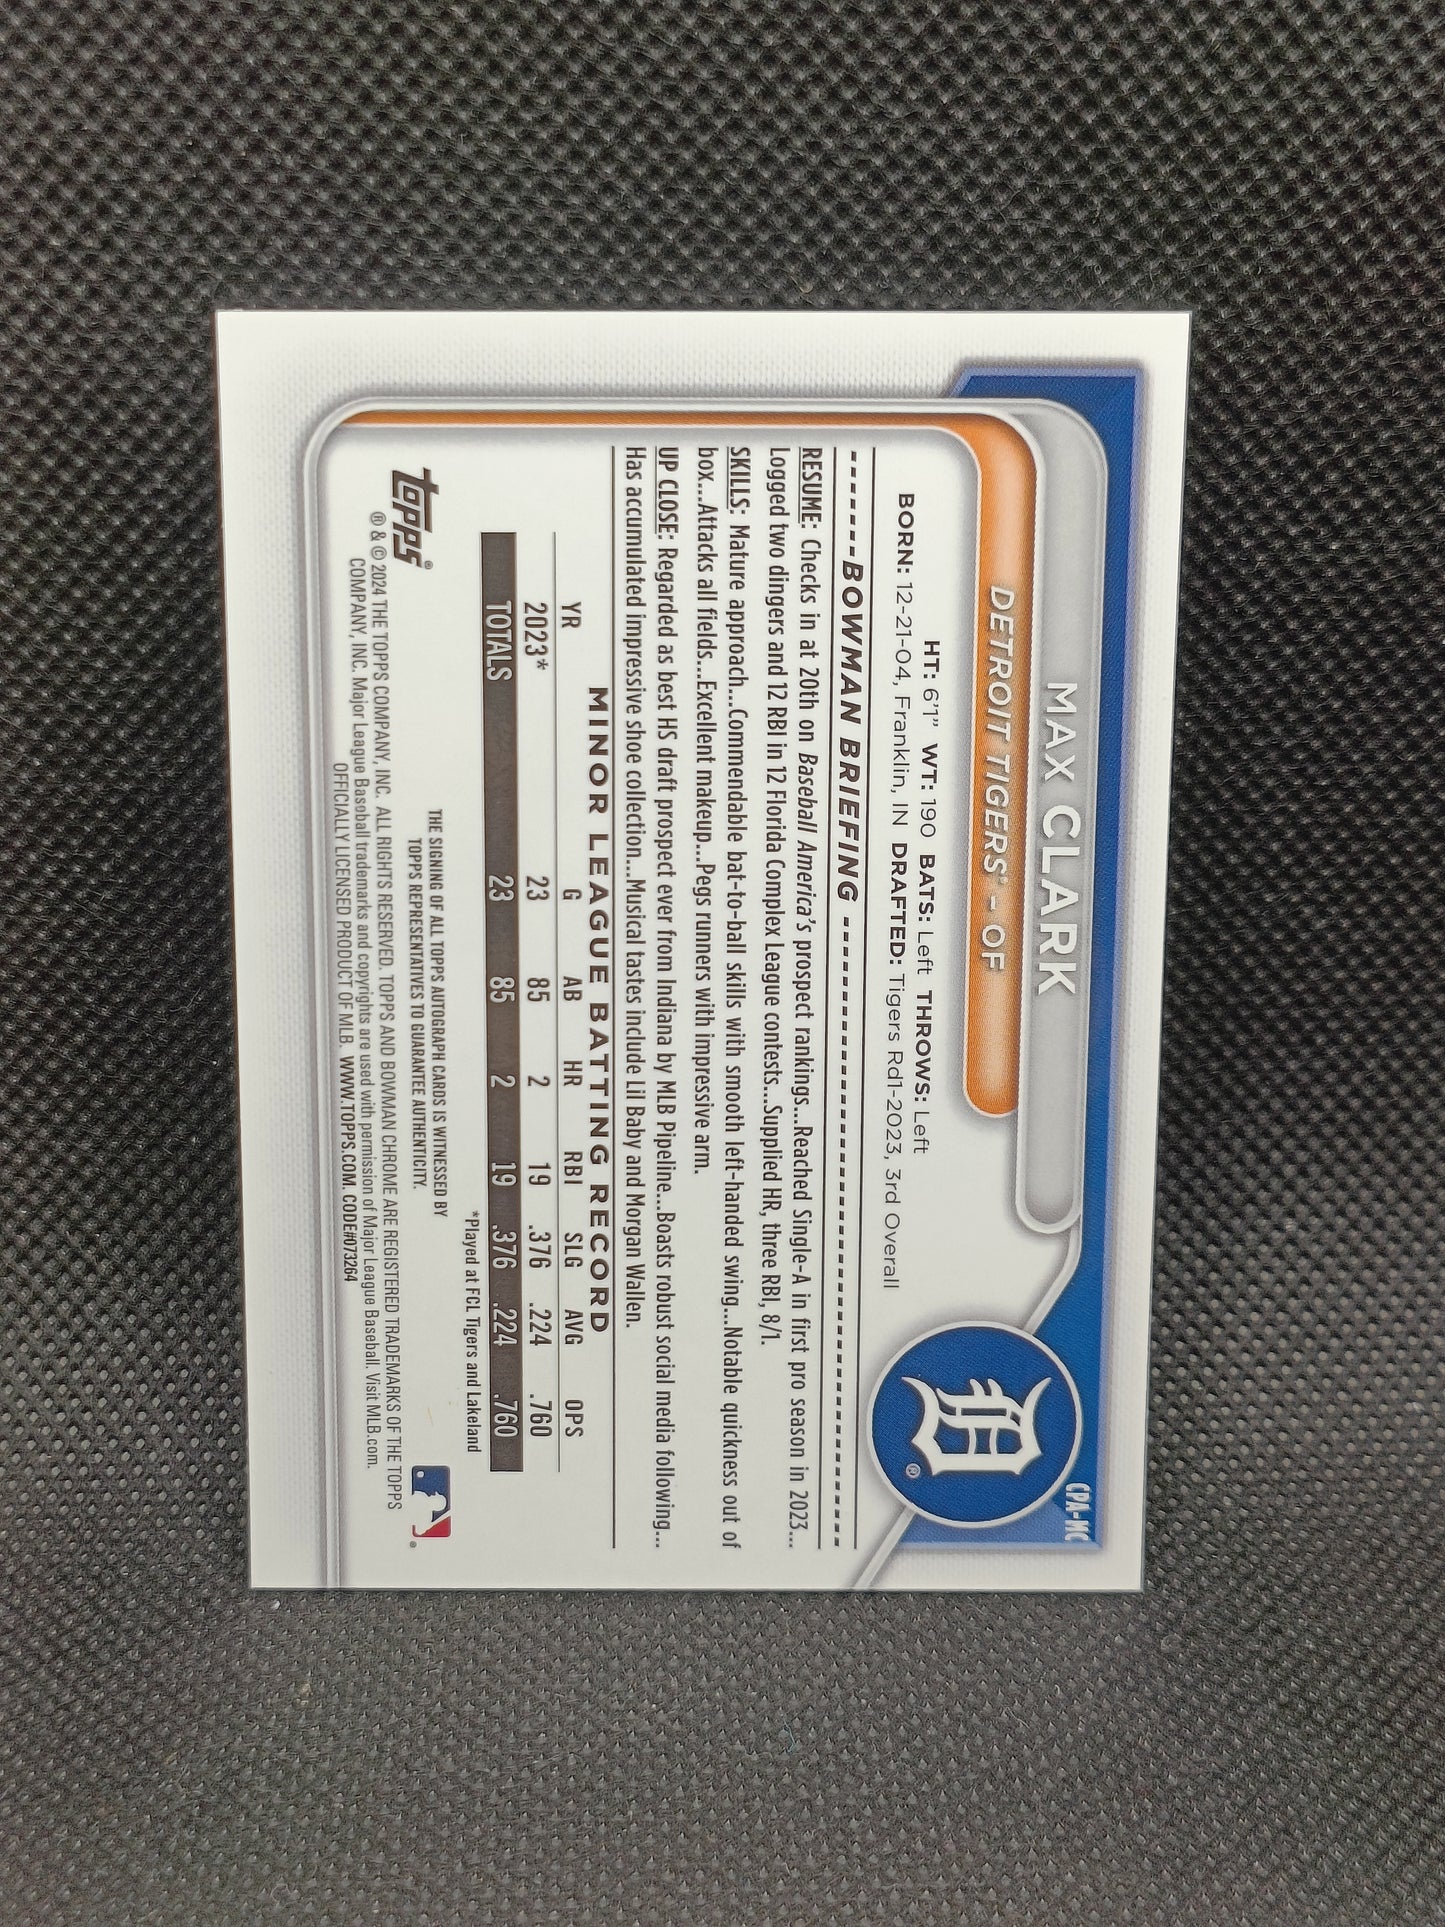 MAX CLARK
DETROIT TIGERS® - OF
CPA-MC
HT: 6'1" WT: 190 BATS: Left THROWS: Left
BORN: 12-21-04, Franklin, IN DRAFTED: Tigers Rd1-2023, 3rd Overall
BOWMAN BRIEFING
RESUME: Checks in at 20th on Baseball America's prospect rankings...Reached Single-A in first pro season in 2023...
Logged two dingers and 12 RBI in 12 Florida Complex League contests...Supplied HR, three RBI, 8/1.
SKILLS: Mature approach...Commendable bat-to-ball skills with smooth left-handed swing...Notable quickness out of
box...Attacks all fields...Excellent makeup...Pegs runners with impressive arm.
UP CLOSE: Regarded as best HS draft prospect ever from Indiana by MLB Pipeline...Boasts robust social media following...
Has accumulated impressive shoe collection...Musical tastes include Lil Baby and Morgan Wallen.
MINOR LEAGUE BATTING RECORD
YR G AB HR RBI SLG AVG OPS
2023* 23 85 2 19 .376 .224 .760
TOTALS 23 85 2 19 .376 .224 .760
*Played at FCL Tigers and Lakeland
THE SIGNING OF ALL TOPPS AUTOGRAPH CARDS IS WITNESSED BY
TOPPS REPRESENTATIVES TO GUARANTEE AUTHENTICITY.
topps®
® & © 2024 THE TOPPS COMPANY, INC. ALL RIGHTS RESERVED. TOPPS AND BOWMAN CHROME ARE REGISTERED TRADEMARKS OF THE TOPPS
COMPANY, INC. Major League Baseball trademarks and copyrights are used with permission of Major League Baseball. Visit MLB.com.
OFFICIALLY LICENSED PRODUCT OF MLB. WWW.TOPPS.COM. CODE#073264